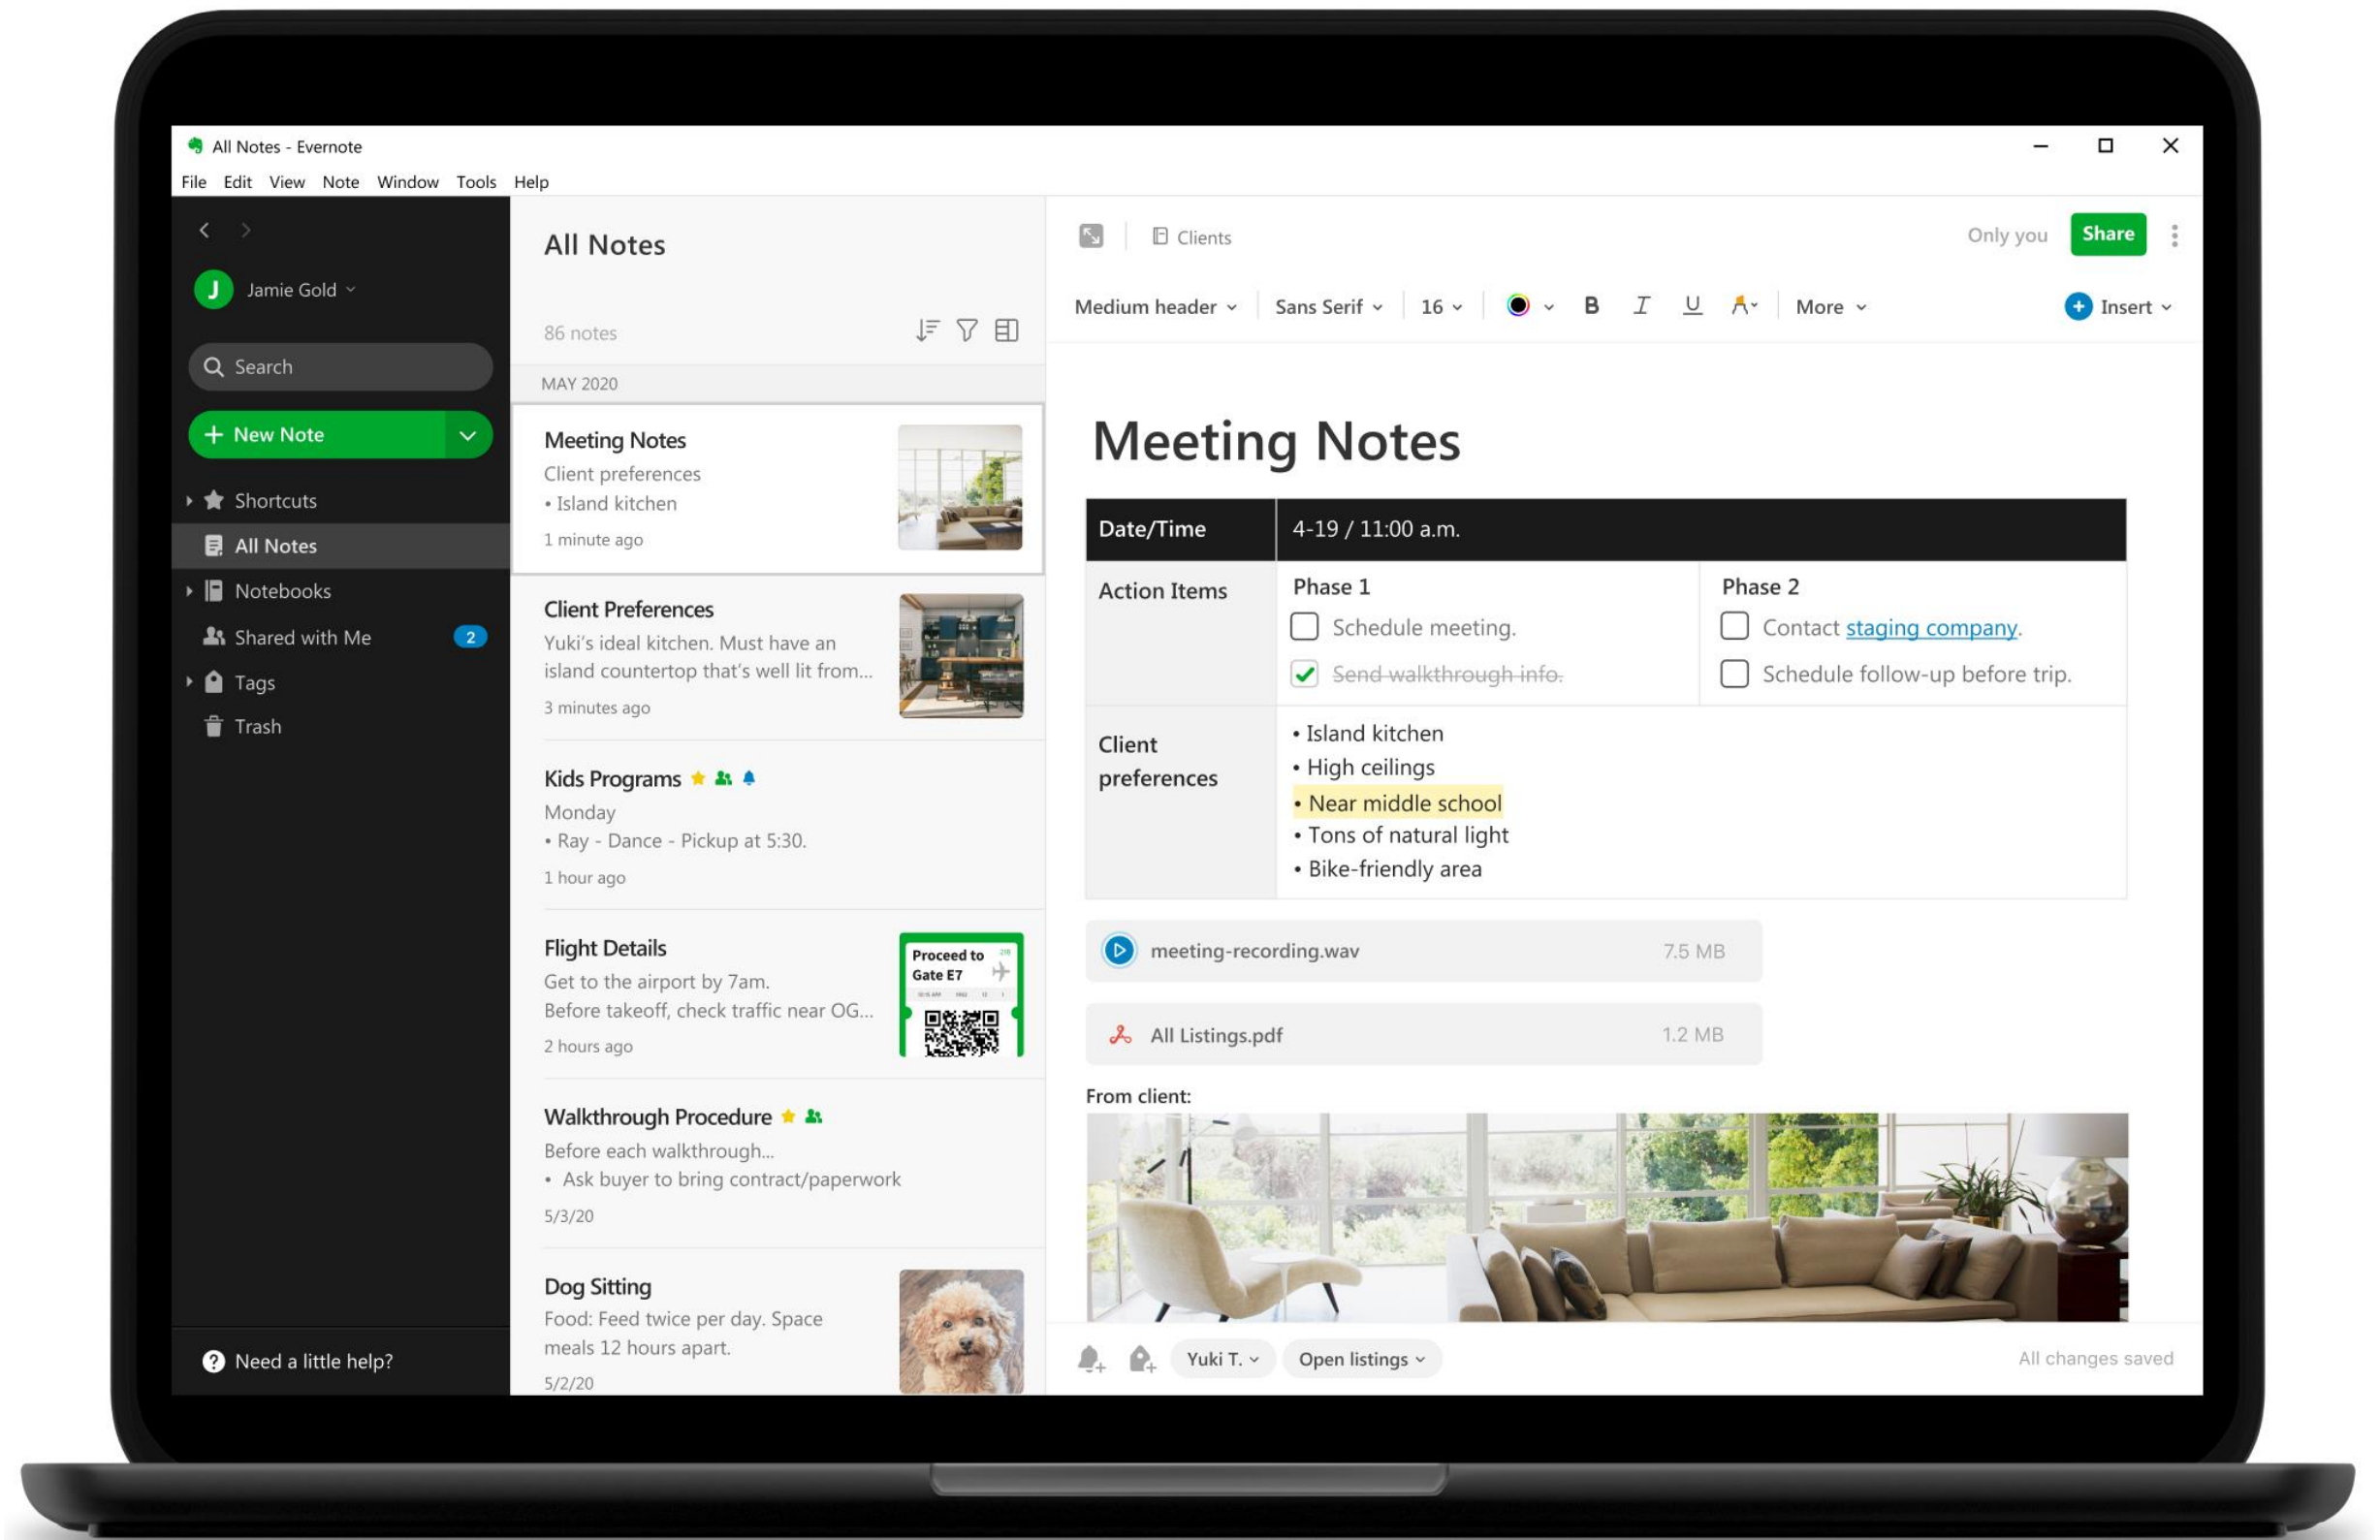 All Notes - Evernote
File Edit View Note Window Tools Help
J Jamie Gold
Search
+ New Note
Shortcuts
All Notes
Notebooks
Shared with Me 2
Tags
Trash
? Need a little help?
All Notes
86 notes
MAY 2020
Meeting Notes
Client preferences
• Island kitchen
1 minute ago
Client Preferences
Yuki's ideal kitchen. Must have an
island countertop that's well lit from...
3 minutes ago
Kids Programs
Monday
• Ray - Dance - Pickup at 5:30.
1 hour ago
Flight Details
Get to the airport by 7am.
Before takeoff, check traffic near OG...
2 hours ago
Proceed to
Gate E7
Walkthrough Procedure
Before each walkthrough...
• Ask buyer to bring contract/paperwork
5/3/20
Dog Sitting
Food: Feed twice per day. Space
meals 12 hours apart.
5/2/20
Clients
Only you Share
Medium header Sans Serif 16 B I U A More + Insert
Meeting Notes
Date/Time 4-19 / 11:00 a.m.
Action Items
Phase 1
Schedule meeting.
Send walkthrough info.
Phase 2
Contact staging company.
Schedule follow-up before trip.
Client
preferences
• Island kitchen
• High ceilings
• Near middle school
• Tons of natural light
• Bike-friendly area
meeting-recording.wav 7.5 MB
All Listings.pdf 1.2 MB
From client:
Yuki T. Open listings All changes saved